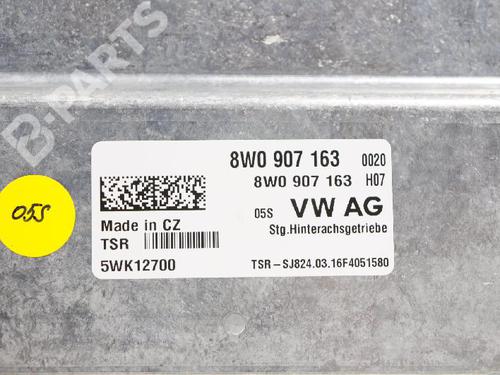 B-PARTS
8W0 907 163 0020
8W0 907 163 H07
05S VW AG
Made in CZ
Stg.Hinterachsgetriebe
TSR
5WK12700
TSR-SJ824.03.16F4051580
05S